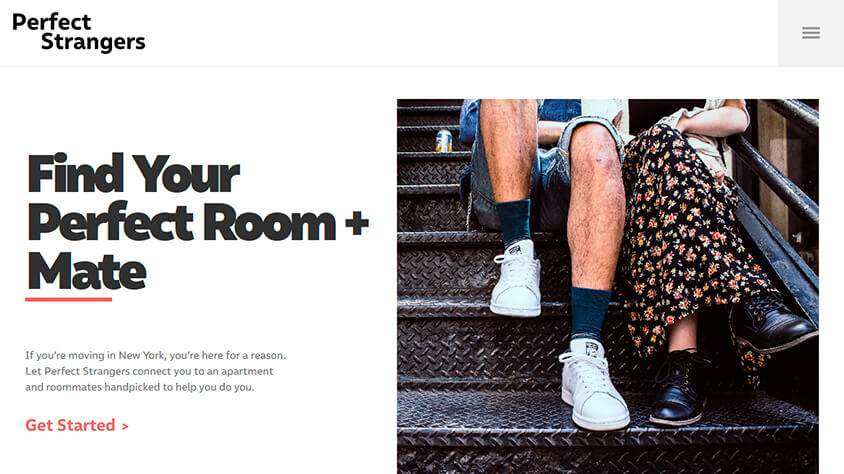 Perfect
Strangers
Find Your
Perfect Room +
Mate
If you're moving in New York, you're here for a reason.
Let Perfect Strangers connect you to an apartment
and roommates handpicked to help you do you.
Get Started >